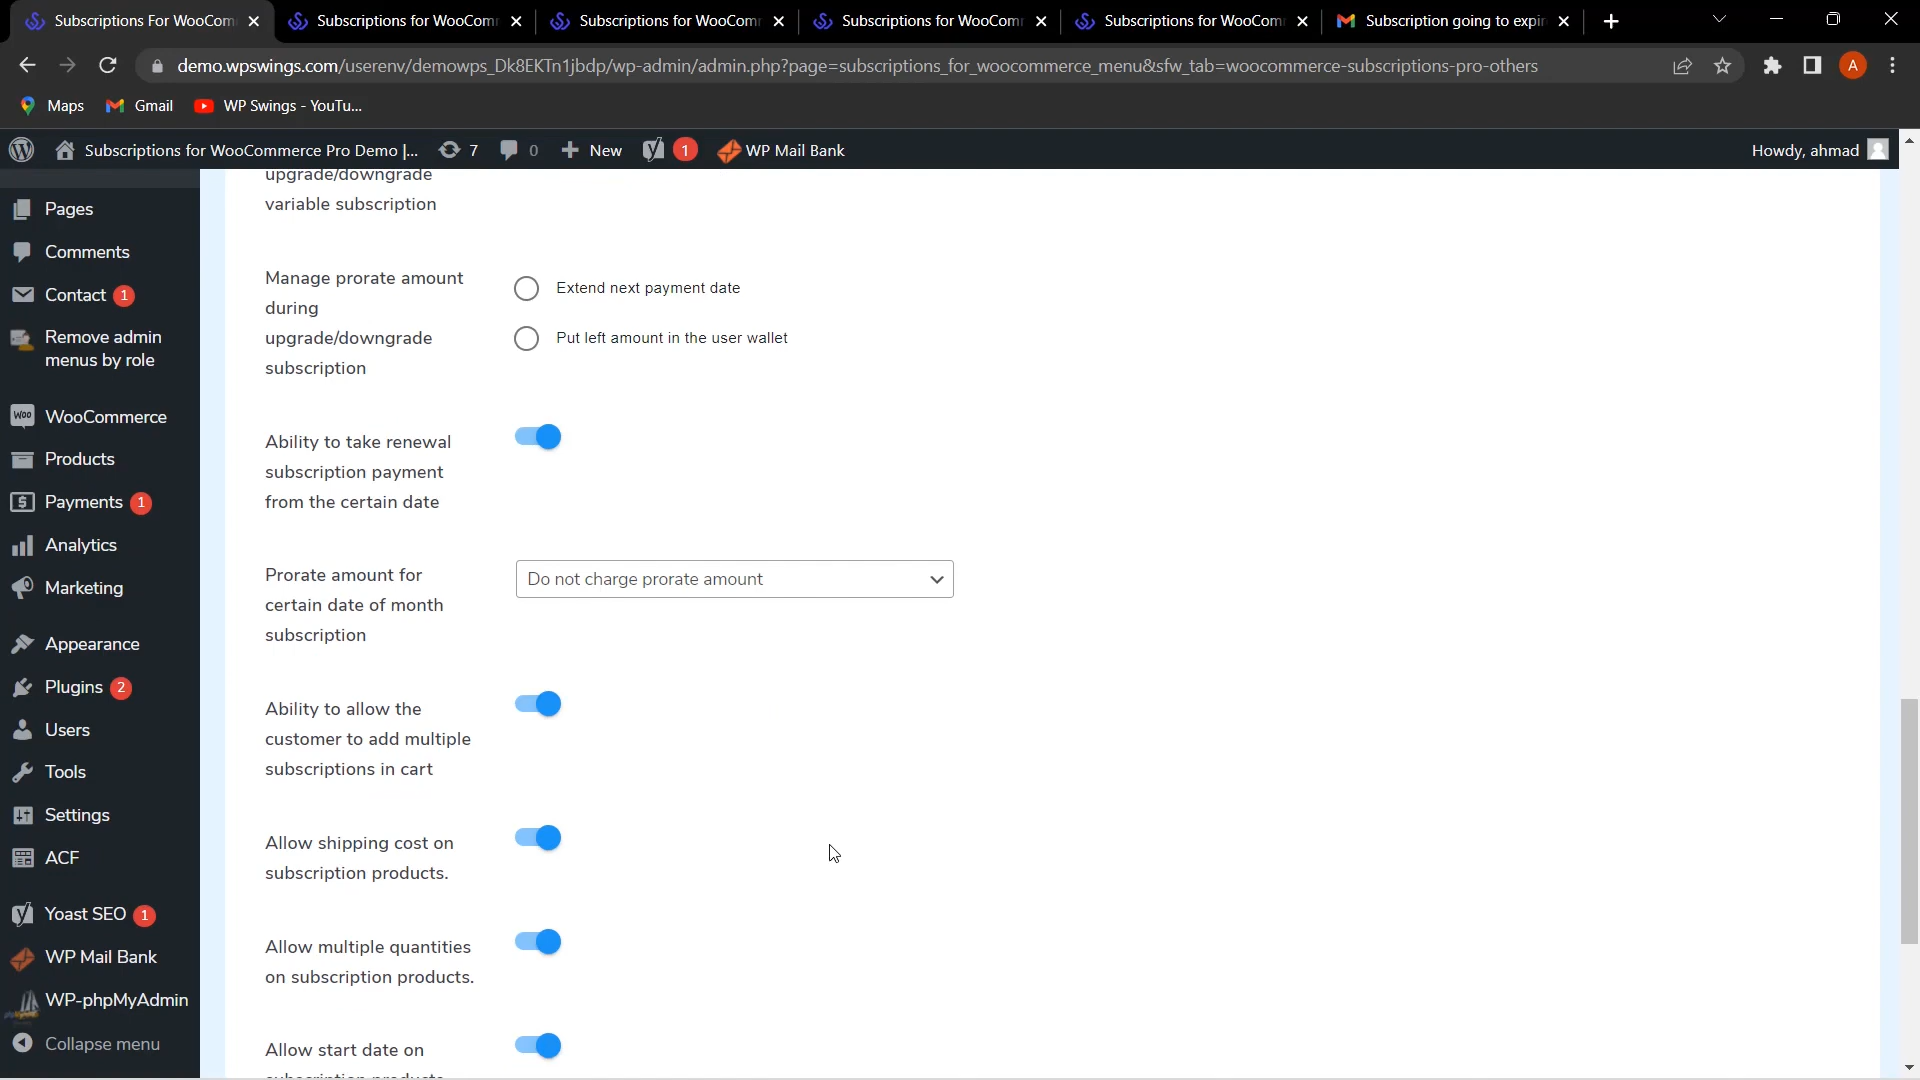 Subscriptions For WooCom
Subscriptions for WooCom
Subscriptions for WooCom
Subscriptions for WooCom
Subscriptions for WooCom
Subscription going to expir
demo.wpswings.com/userenv/demowps_Dk8EKTn1jbdp/wp-admin/admin.php?page=subscriptions_for_woocommerce_menu&sfw_tab=woocommerce-subscriptions-pro-others
A
Maps
Gmail
WP Swings - YouTu...
Subscriptions for WooCommerce Pro Demo |...
7
0
New
1
WP Mail Bank
Howdy, ahmad
Pages
Comments
Contact 1
Remove admin
menus by role
WooCommerce
Products
Payments 1
Analytics
Marketing
Appearance
Plugins 2
Users
Tools
Settings
ACF
Yoast SEO 1
WP Mail Bank
WP-phpMyAdmin
Collapse menu
upgrade/downgrade
variable subscription
Manage prorate amount
during
upgrade/downgrade
subscription
Extend next payment date
Put left amount in the user wallet
Ability to take renewal
subscription payment
from the certain date
Prorate amount for
certain date of month
subscription
Do not charge prorate amount
Ability to allow the
customer to add multiple
subscriptions in cart
Allow shipping cost on
subscription products.
Allow multiple quantities
on subscription products.
Allow start date on